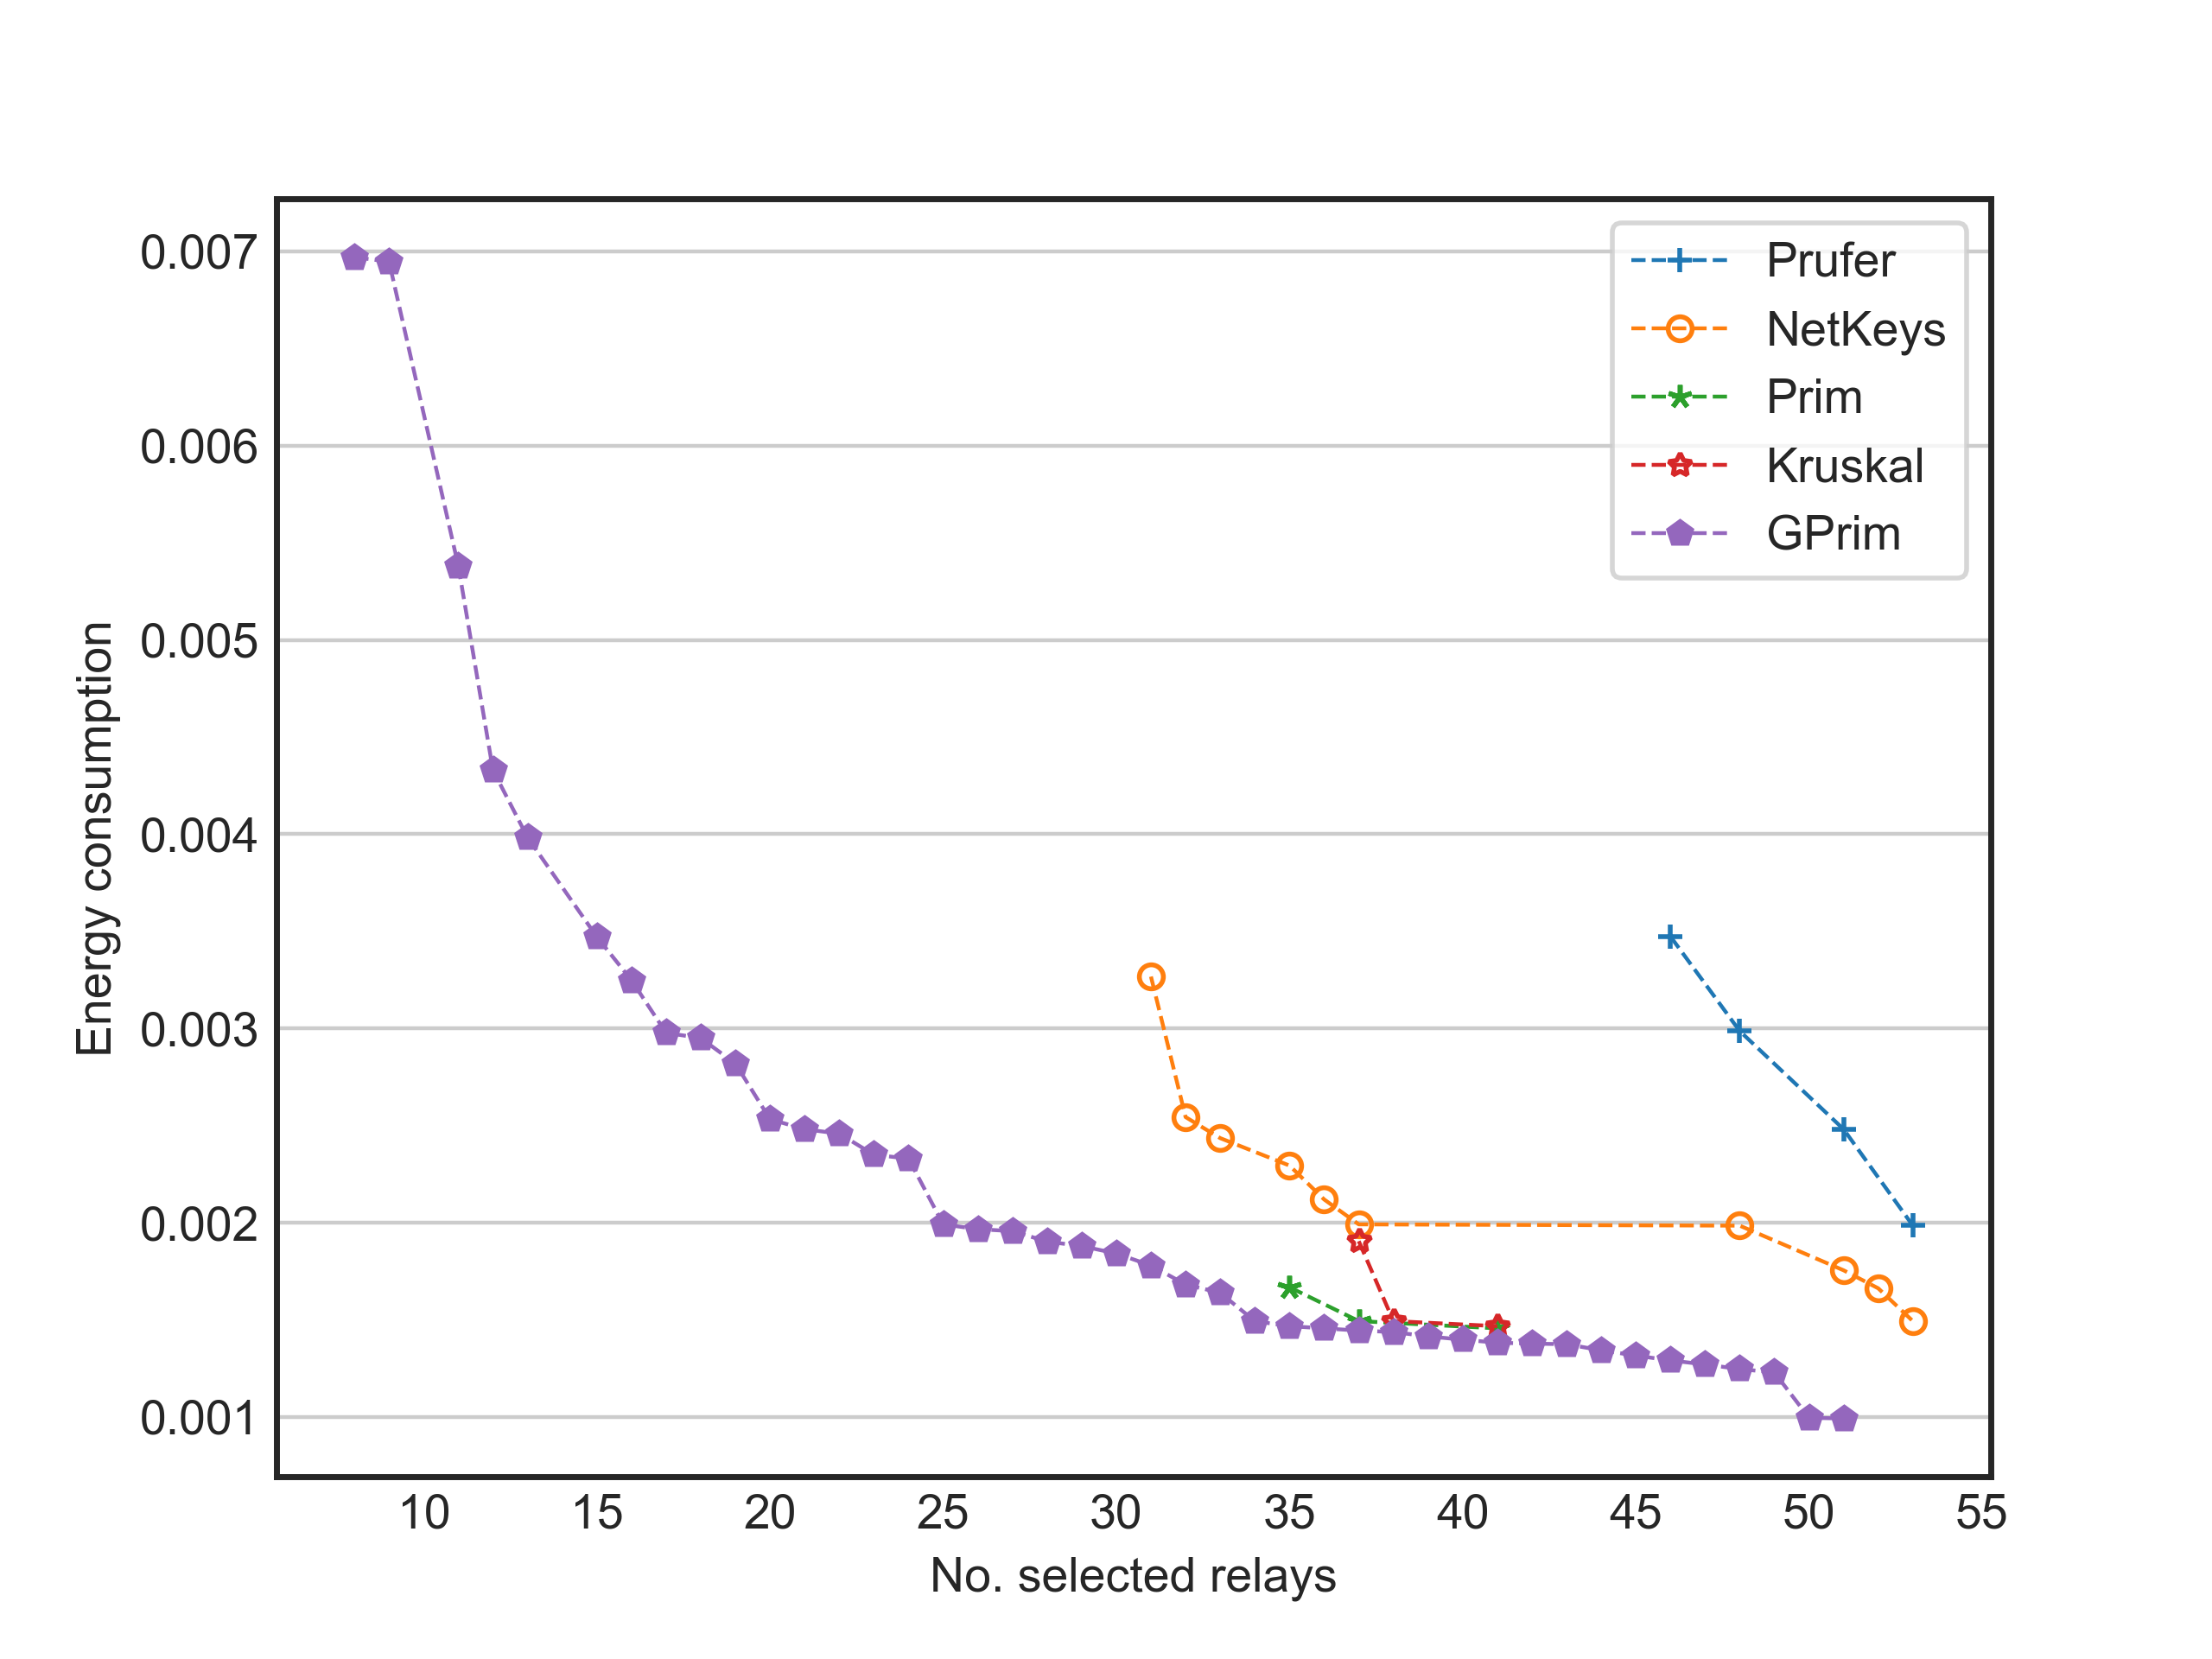 0.007
0.006
0.005
0.004
0.003
0.002
0.001
Energy consumption
10 15 20 25 30 35 40 45 50 55
No. selected relays
Prufer
NetKeys
Prim
Kruskal
GPrim